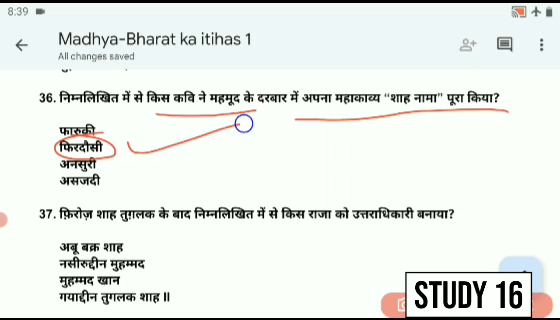 8:39
Madhya-Bharat ka itihas 1
All changes saved
36. निम्नलिखित में से किस कवि ने महमूद के दरबार में अपना महाकाव्य “शाह नामा” पूरा किया?
फारुकी
फिरदौसी
अनसुरी
असजदी
37. फ़िरोज़ शाह तुग़लक के बाद निम्नलिखित में से किस राजा को उत्तराधिकारी बनाया?
अबू बक्र शाह
नसीरुद्दीन मुहम्मद
मुहम्मद खान
गयाद्दीन तुगलक शाह II
STUDY 16